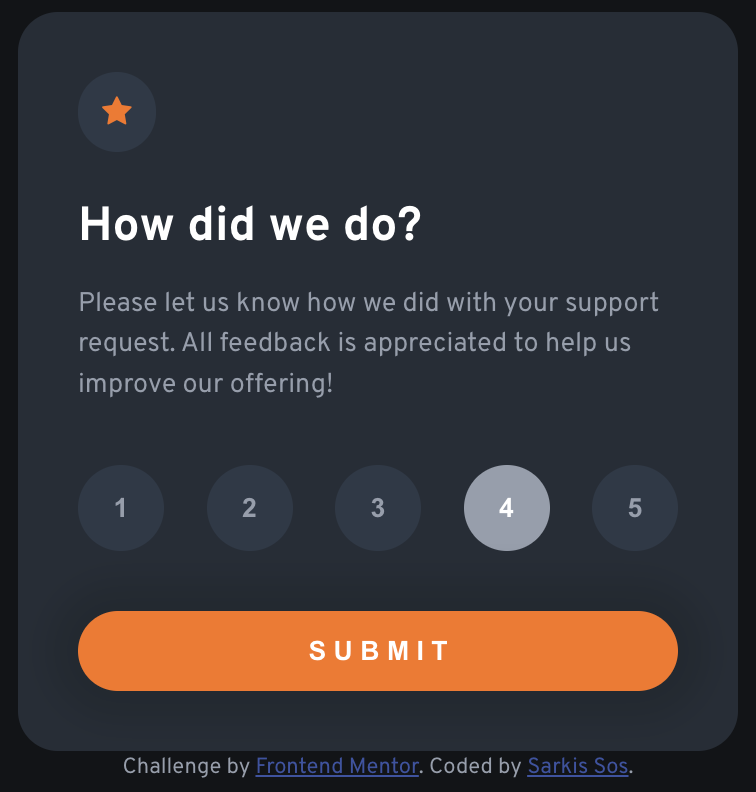 How did we do?
Please let us know how we did with your support
request. All feedback is appreciated to help us
improve our offering!
1 2 3 4 5
SUBMIT
Challenge by Frontend Mentor. Coded by Sarkis Sos.